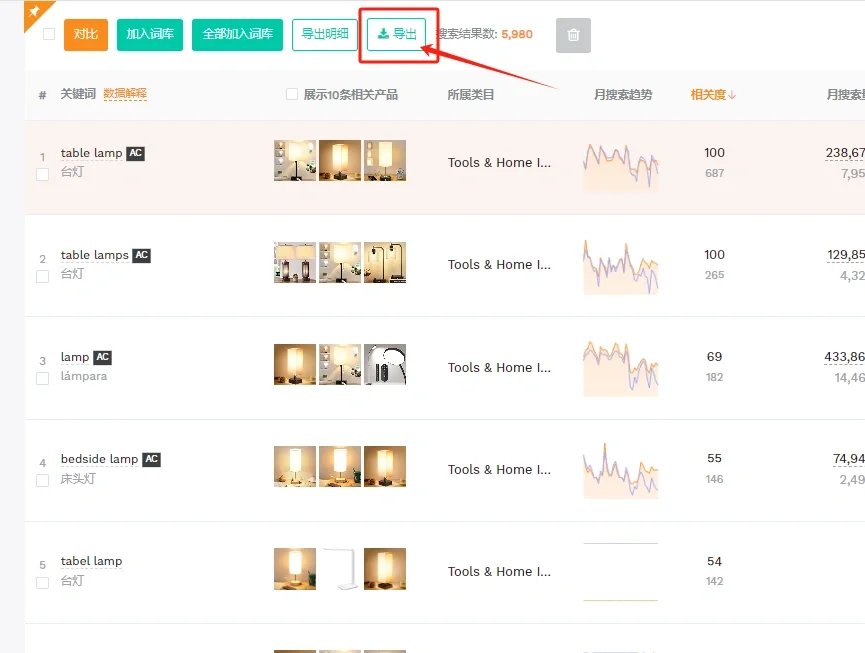 对比 加入词库 全部加入词库 导出明细 导出 搜索结果数: 5,980
# 关键词 数据解释 展示10条相关产品 所属类目 月搜索趋势 相关度↓ 月搜索量
1 table lamp AC Tools & Home I... 100 238,67
台灯 687 7,95
2 table lamps AC Tools & Home I... 100 129,85
台灯 265 4,32
3 lamp AC Tools & Home I... 69 433,86
lámpara 182 14,46
4 bedside lamp AC Tools & Home I... 55 74,94
床头灯 146 2,49
5 tabel lamp Tools & Home I... 54
台灯 142